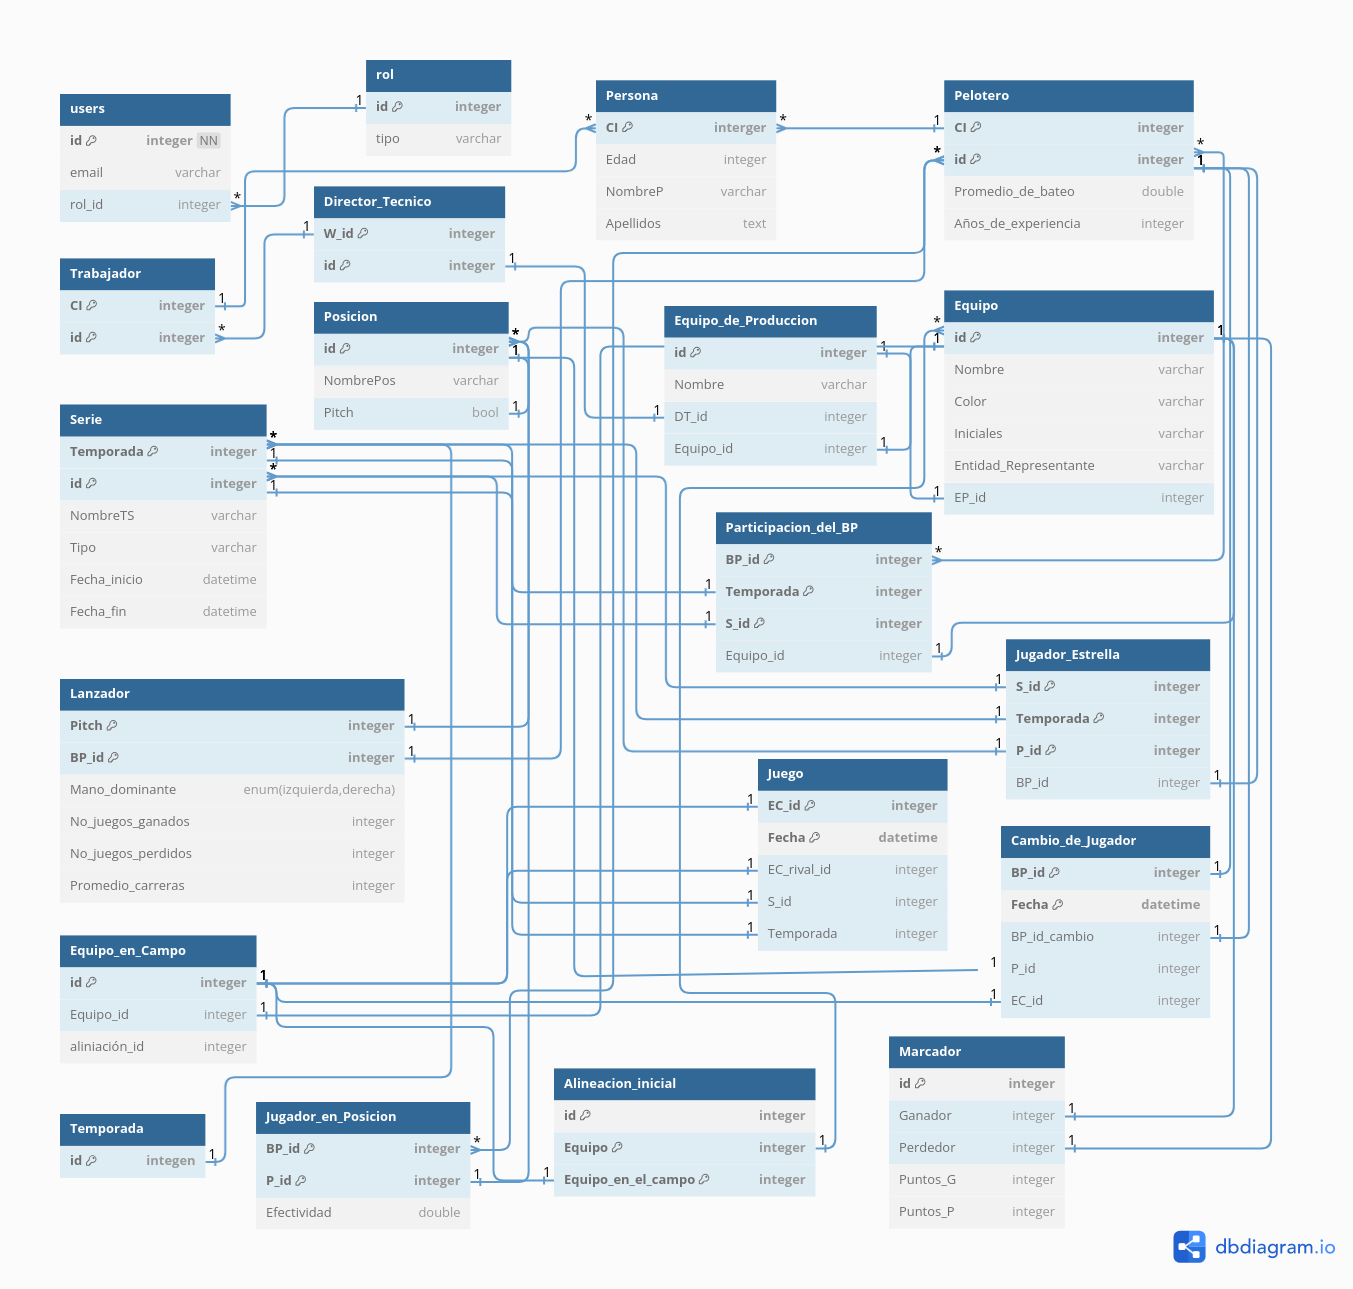 rol
id integer
tipo varchar
users
id integer NN
email varchar
rol_id integer
Persona
CI interger
Edad integer
NombreP varchar
Apellidos text
Pelotero
CI integer
id integer
Promedio_de_bateo double
Años_de_experiencia integer
Director_Tecnico
W_id integer
id integer
Trabajador
CI integer
id integer
Posicion
id integer
NombrePos varchar
Pitch bool
Equipo_de_Produccion
id integer
Nombre varchar
DT_id integer
Equipo_id integer
Equipo
id integer
Nombre varchar
Color varchar
Iniciales varchar
Entidad_Representante varchar
EP_id integer
Serie
Temporada integer
id integer
NombreTS varchar
Tipo varchar
Fecha_inicio datetime
Fecha_fin datetime
Participacion_del_BP
BP_id integer
Temporada integer
S_id integer
Equipo_id integer
Jugador_Estrella
S_id integer
Temporada integer
P_id integer
BP_id integer
Lanzador
Pitch integer
BP_id integer
Mano_dominante enum(izquierda,derecha)
No_juegos_ganados integer
No_juegos_perdidos integer
Promedio_carreras integer
Juego
EC_id integer
Fecha datetime
EC_rival_id integer
S_id integer
Temporada integer
Cambio_de_Jugador
BP_id integer
Fecha datetime
BP_id_cambio integer
P_id integer
EC_id integer
Equipo_en_Campo
id integer
Equipo_id integer
aliniación_id integer
Marcador
id integer
Ganador integer
Perdedor integer
Puntos_G integer
Puntos_P integer
Alineacion_inicial
id integer
Equipo integer
Equipo_en_el_campo integer
Jugador_en_Posicion
BP_id integer
P_id integer
Efectividad double
Temporada
id integen
dbdiagram.io